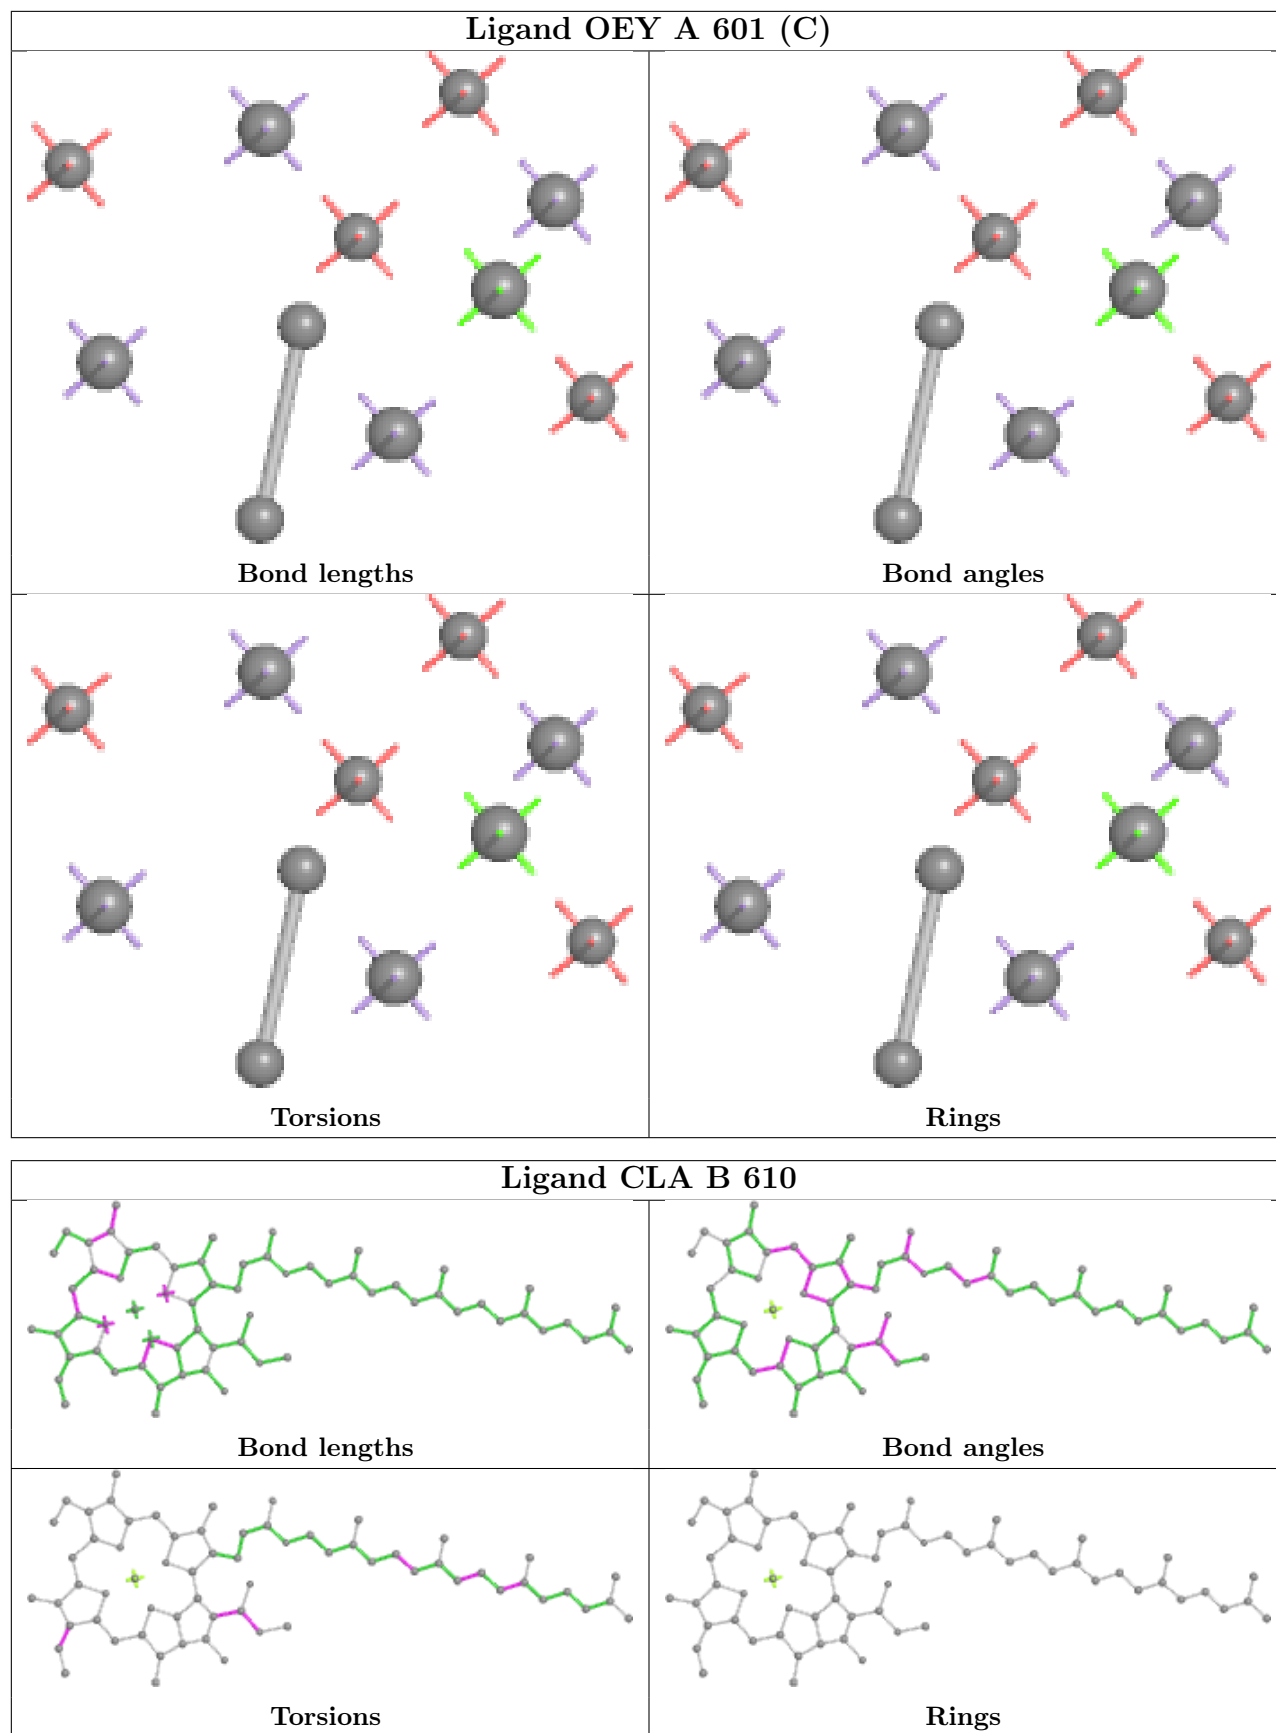 Ligand OEY A 601 (C)
Bond lengths
Bond angles
Torsions
Rings
Ligand CLA B 610
Bond lengths
Bond angles
Torsions
Rings